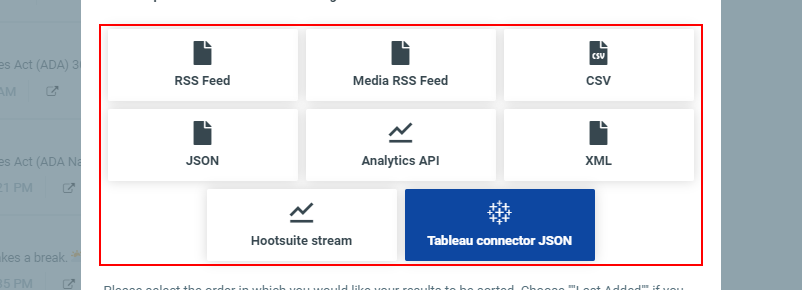 RSS Feed
Media RSS Feed
CSV
CSV
JSON
Analytics API
XML
Hootsuite stream
Tableau connector JSON
es Act (ADA) 3
AM
es Act (ADA Na
21 PM
akes a break.
35 PM
Please select the order in which you would like your results to be sorted. Choose ""Last Added"" if you